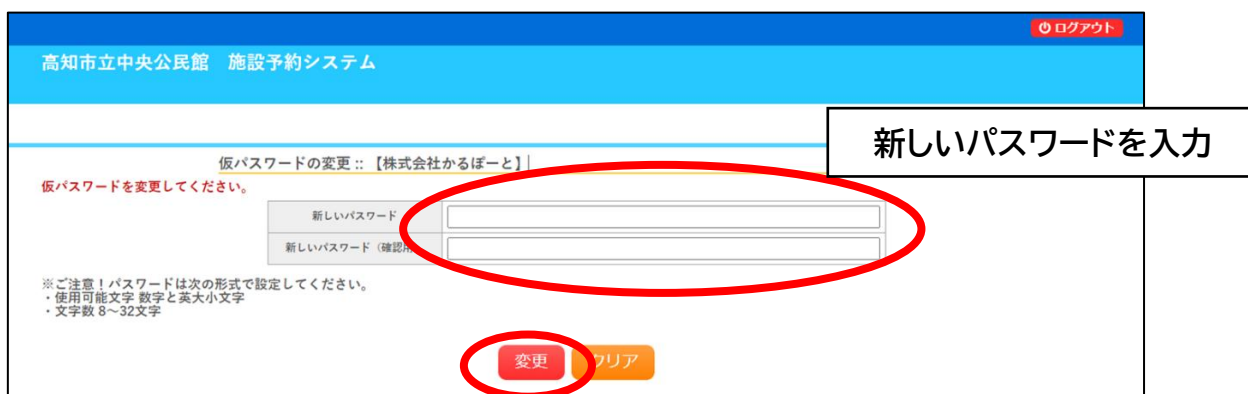 ログアウト
高知市立中央公民館 施設予約システム
新しいパスワードを入力
仮パスワードの変更 :: 【株式会社かるぽーと】
仮パスワードを変更してください。
新しいパスワード
新しいパスワード（確認用
※ご注意！パスワードは次の形式で設定してください。
・使用可能文字 数字と英大小文字
・文字数 8～32文字
変更
クリア